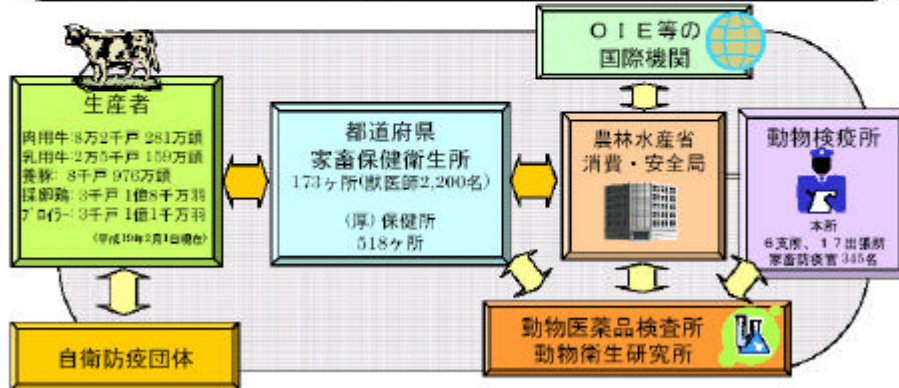 OIE等の
国際機関
生産者
肉用牛:8万2千戸 281万頭
乳用牛:2万5千戸 159万頭
養豚: 8千戸 976万頭
採卵鶏: 3千戸 1億8千万羽
ブロイラー: 3千戸 1億1千万羽
(平成19年2月1日現在)
都道府県
家畜保健衛生所
173ヶ所(獣医師2,200名)
(厚) 保健所
518ヶ所
農林水産省
消費・安全局
動物検疫所
本所
6支所、17出張所
家畜防疫官 345名
自衛防疫団体
動物医薬品検査所
動物衛生研究所